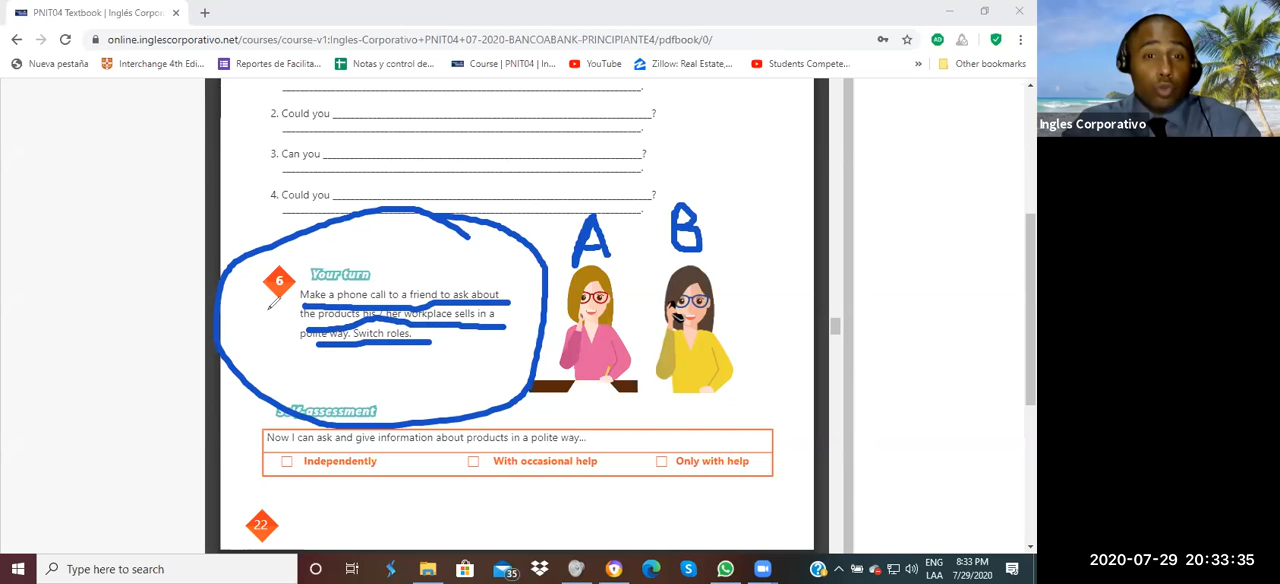 PNIT04 Textbook | Inglés Corpor
online.inglescorporativo.net/courses/course-v1:Ingles-Corporativo+PNIT04+07-2020-BANCOABANK-PRINCIPIANTE4/pdfbook/0/
Nueva pestaña
Interchange 4th Edi...
Reportes de Facilita...
Notas y control de...
Course | PNIT04 | In...
YouTube
Zillow: Real Estate,...
Students Compete...
»
Other bookmarks
Ingles Corporativo
2. Could you ?
3. Can you ?
4. Could you ?
A B
6 Your turn
Make a phone call to a friend to ask about
the products his / her workplace sells in a
polite way. Switch roles.
Self-assessment
Now I can ask and give information about products in a polite way...
Independently With occasional help Only with help
22
Type here to search
35
ENG
LAA
8:33 PM
7/29/2020
2020-07-29 20:33:35